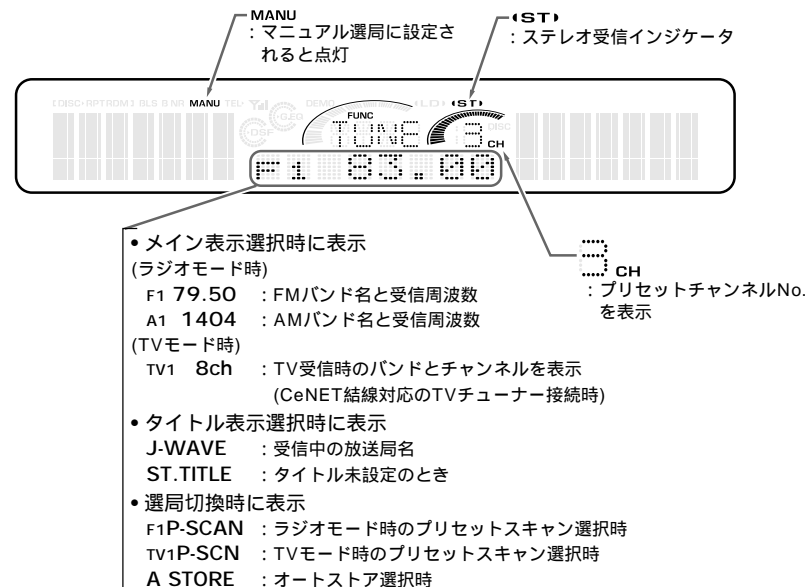 MANU
：マニュアル選局に設定さ
れると点灯
(ST)
：ステレオ受信インジケータ
MANU TEL DEMO (LD) (ST)
G.EQ
DSF
FUNC
TUNE 3 DISC
CH
F1 83.00
3 CH
：プリセットチャンネルNo.
を表示
• メイン表示選択時に表示
(ラジオモード時)
F1 79.50 ：FMバンド名と受信周波数
A1 1404 ：AMバンド名と受信周波数
(TVモード時)
TV1 8ch ：TV受信時のバンドとチャンネルを表示
(CeNET結線対応のTVチューナー接続時)
• タイトル表示選択時に表示
J-WAVE ：受信中の放送局名
ST.TITLE ：タイトル未設定のとき
• 選局切換時に表示
F1P-SCAN ：ラジオモード時のプリセットスキャン選択時
TV1P-SCN ：TVモード時のプリセットスキャン選択時
A STORE ：オートストア選択時